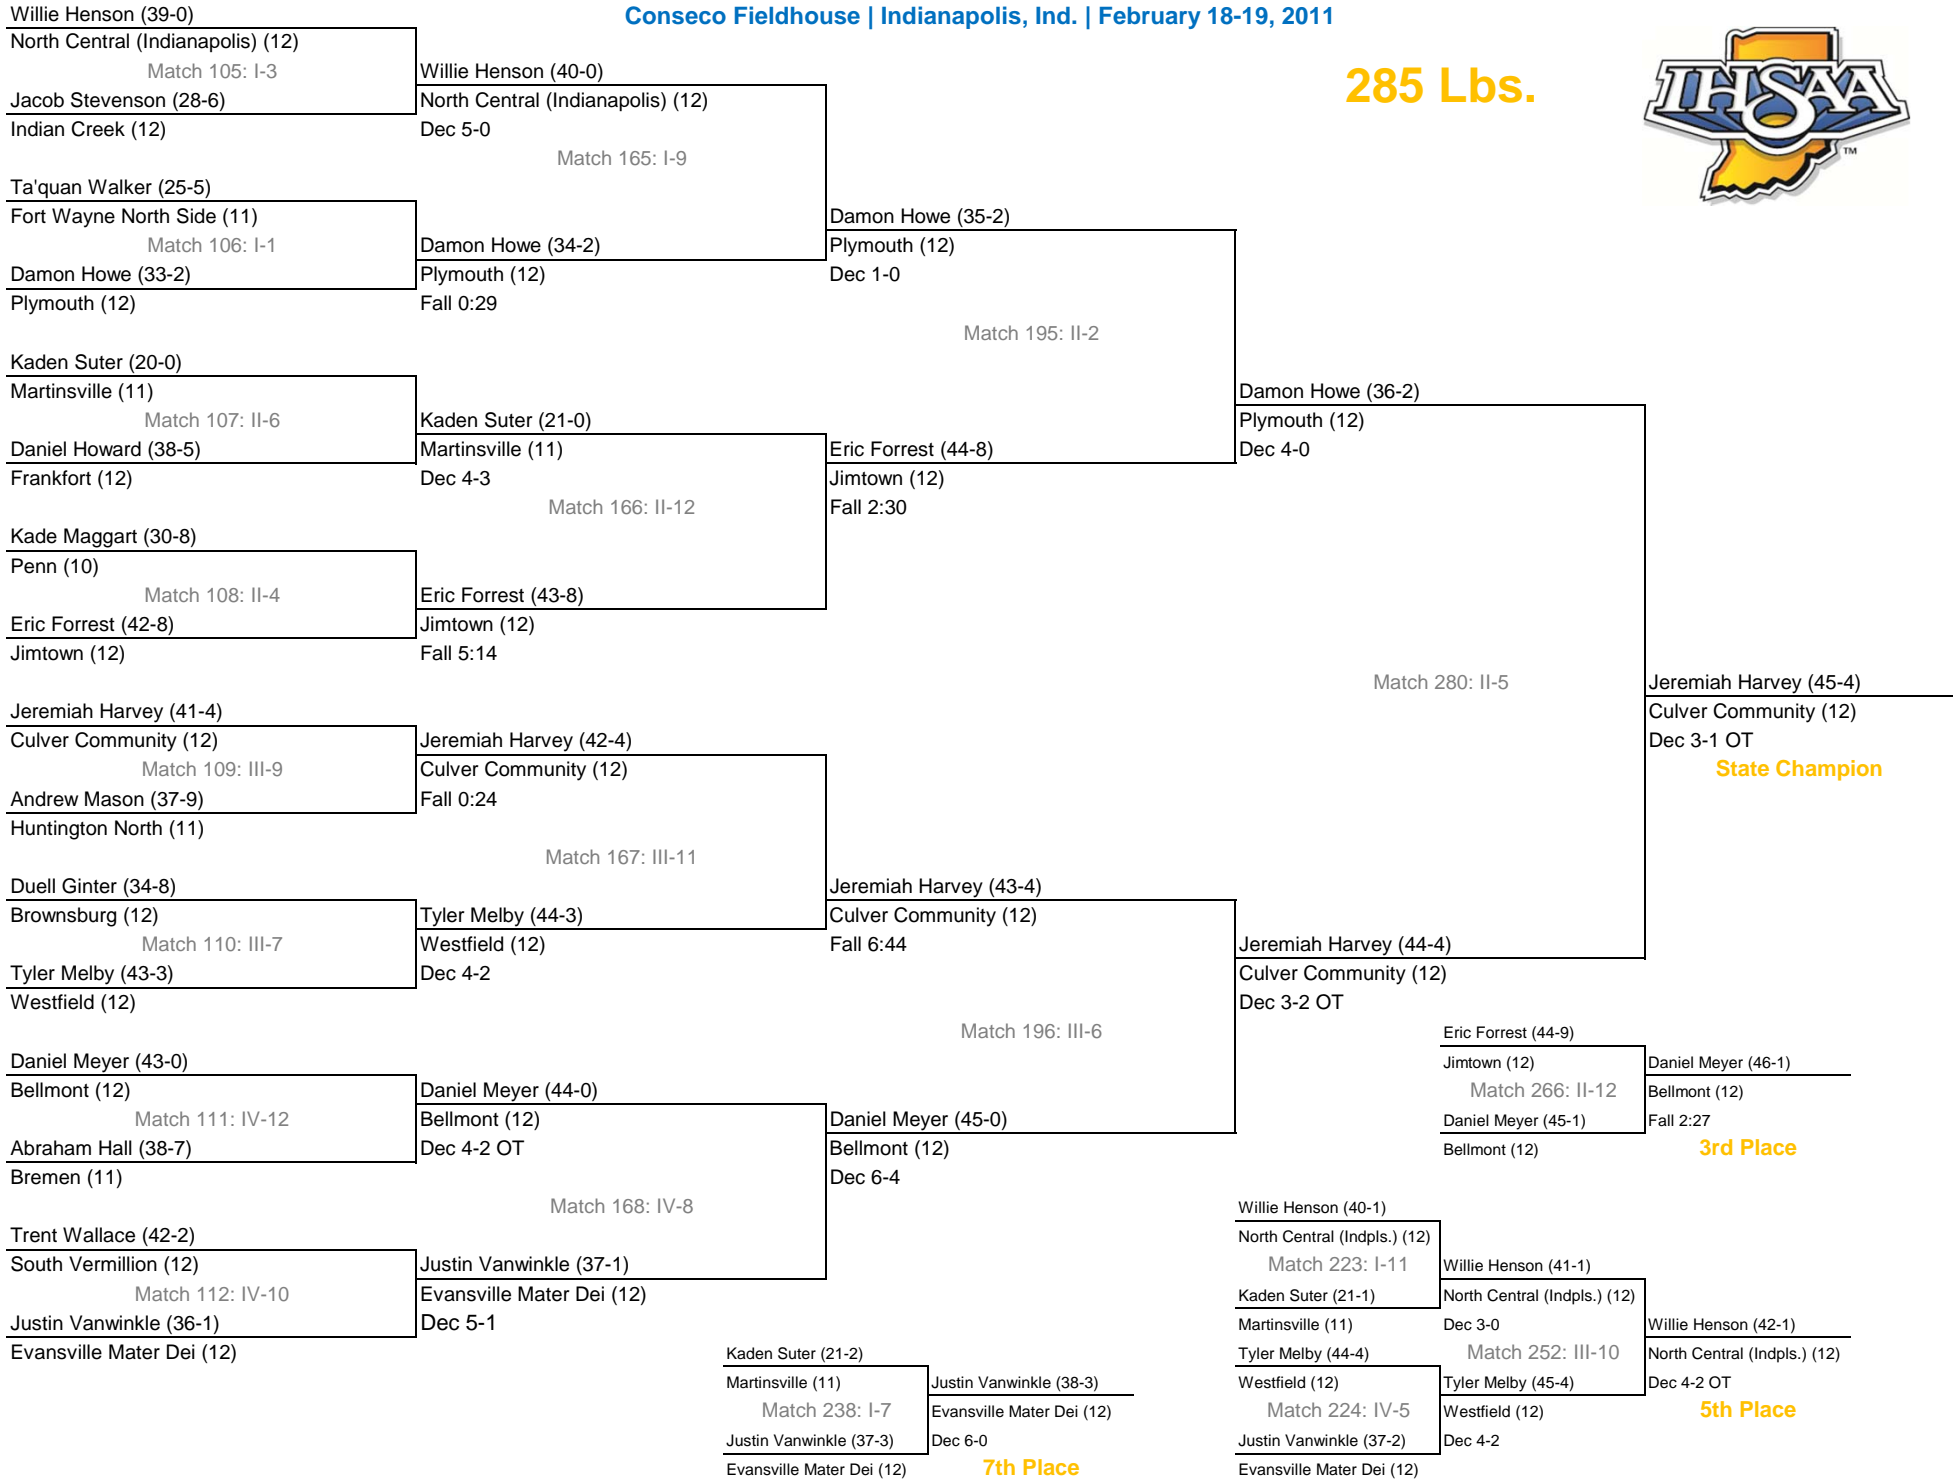 Conseco Fieldhouse | Indianapolis, Ind. | February 18-19, 2011
285 Lbs.
IHSAA
TM
Willie Henson (39-0)
North Central (Indianapolis) (12)
Match 105: I-3
Jacob Stevenson (28-6)
Indian Creek (12)
Ta'quan Walker (25-5)
Fort Wayne North Side (11)
Match 106: I-1
Damon Howe (33-2)
Plymouth (12)
Kaden Suter (20-0)
Martinsville (11)
Match 107: II-6
Daniel Howard (38-5)
Frankfort (12)
Kade Maggart (30-8)
Penn (10)
Match 108: II-4
Eric Forrest (42-8)
Jimtown (12)
Jeremiah Harvey (41-4)
Culver Community (12)
Match 109: III-9
Andrew Mason (37-9)
Huntington North (11)
Duell Ginter (34-8)
Brownsburg (12)
Match 110: III-7
Tyler Melby (43-3)
Westfield (12)
Daniel Meyer (43-0)
Bellmont (12)
Match 111: IV-12
Abraham Hall (38-7)
Bremen (11)
Trent Wallace (42-2)
South Vermillion (12)
Match 112: IV-10
Justin Vanwinkle (36-1)
Evansville Mater Dei (12)
Willie Henson (40-0)
North Central (Indianapolis) (12)
Dec 5-0
Match 165: I-9
Damon Howe (34-2)
Plymouth (12)
Fall 0:29
Kaden Suter (21-0)
Martinsville (11)
Dec 4-3
Match 166: II-12
Eric Forrest (43-8)
Jimtown (12)
Fall 5:14
Jeremiah Harvey (42-4)
Culver Community (12)
Fall 0:24
Match 167: III-11
Tyler Melby (44-3)
Westfield (12)
Dec 4-2
Daniel Meyer (44-0)
Bellmont (12)
Dec 4-2 OT
Match 168: IV-8
Justin Vanwinkle (37-1)
Evansville Mater Dei (12)
Dec 5-1
Damon Howe (35-2)
Plymouth (12)
Dec 1-0
Match 195: II-2
Eric Forrest (44-8)
Jimtown (12)
Fall 2:30
Jeremiah Harvey (43-4)
Culver Community (12)
Fall 6:44
Match 196: III-6
Daniel Meyer (45-0)
Bellmont (12)
Dec 6-4
Damon Howe (36-2)
Plymouth (12)
Dec 4-0
Match 280: II-5
Jeremiah Harvey (44-4)
Culver Community (12)
Dec 3-2 OT
Jeremiah Harvey (45-4)
Culver Community (12)
Dec 3-1 OT
State Champion
Eric Forrest (44-9)
Jimtown (12)
Match 266: II-12
Daniel Meyer (45-1)
Bellmont (12)
Daniel Meyer (46-1)
Bellmont (12)
Fall 2:27
3rd Place
Willie Henson (40-1)
North Central (Indpls.) (12)
Match 223: I-11
Kaden Suter (21-1)
Martinsville (11)
Tyler Melby (44-4)
Westfield (12)
Match 224: IV-5
Justin Vanwinkle (37-2)
Evansville Mater Dei (12)
Willie Henson (41-1)
North Central (Indpls.) (12)
Dec 3-0
Match 252: III-10
Tyler Melby (45-4)
Westfield (12)
Dec 4-2
Willie Henson (42-1)
North Central (Indpls.) (12)
Dec 4-2 OT
5th Place
Kaden Suter (21-2)
Martinsville (11)
Match 238: I-7
Justin Vanwinkle (37-3)
Evansville Mater Dei (12)
Justin Vanwinkle (38-3)
Evansville Mater Dei (12)
Dec 6-0
7th Place